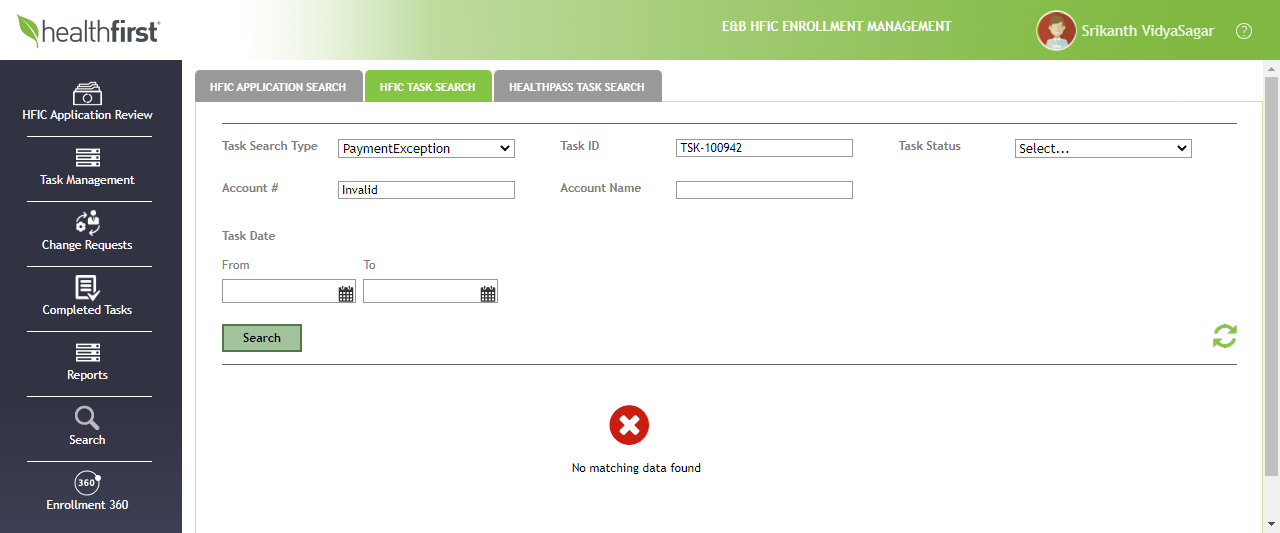 healthfirst
E&B HFIC ENROLLMENT MANAGEMENT
Srikanth VidyaSagar
?
HFIC Application Review
Task Management
Change Requests
Completed Tasks
Reports
Search
360
Enrollment 360
HFIC APPLICATION SEARCH
HFIC TASK SEARCH
HEALTHPASS TASK SEARCH
Task Search Type
PaymentException
Task ID
TSK-100942
Task Status
Select...
Account #
Invalid
Account Name
Task Date
From
To
Search
No matching data found